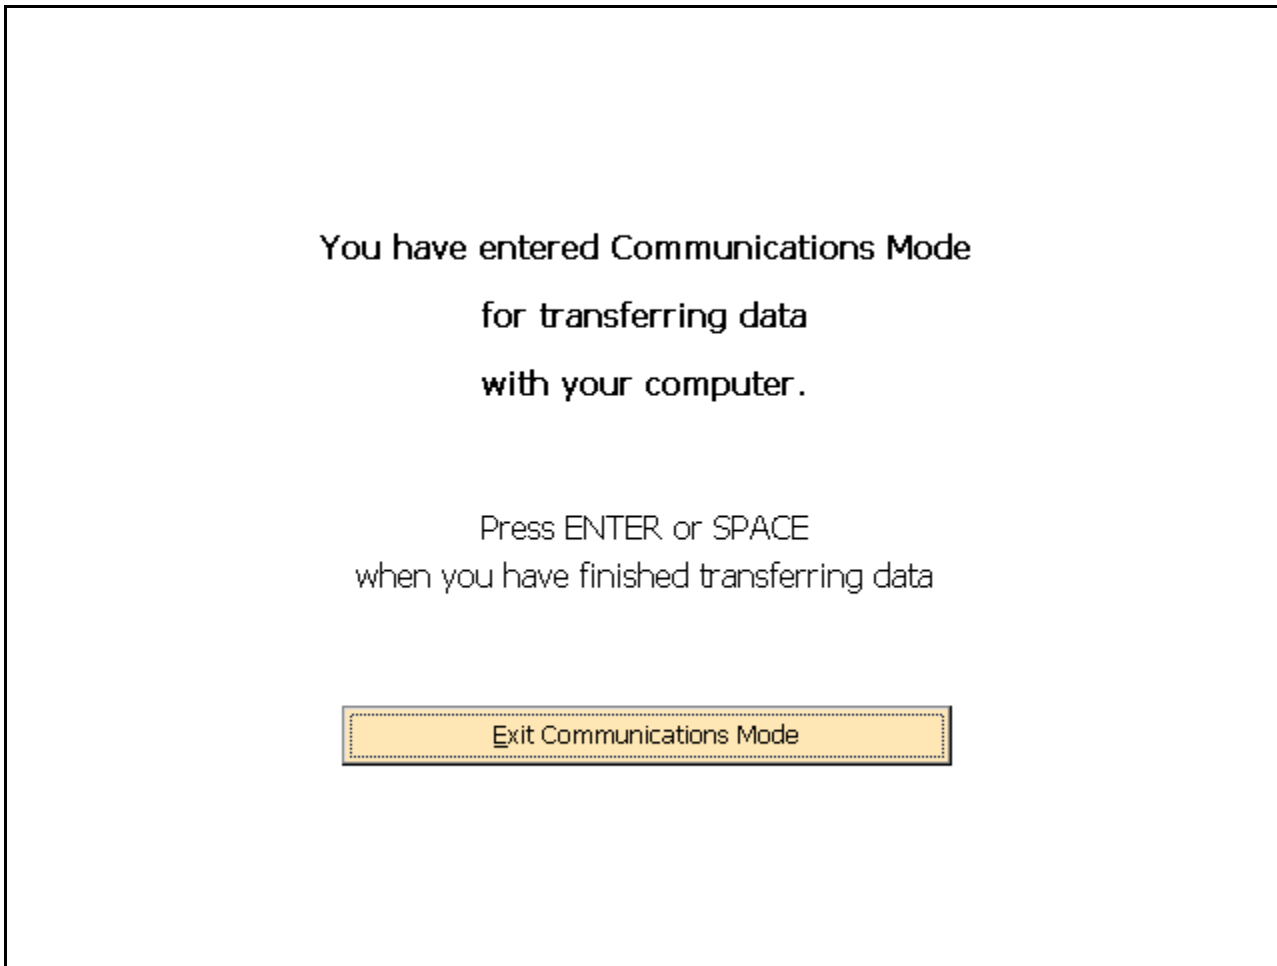 You have entered Communications Mode
for transferring data
with your computer.
Press ENTER or SPACE
when you have finished transferring data
Exit Communications Mode